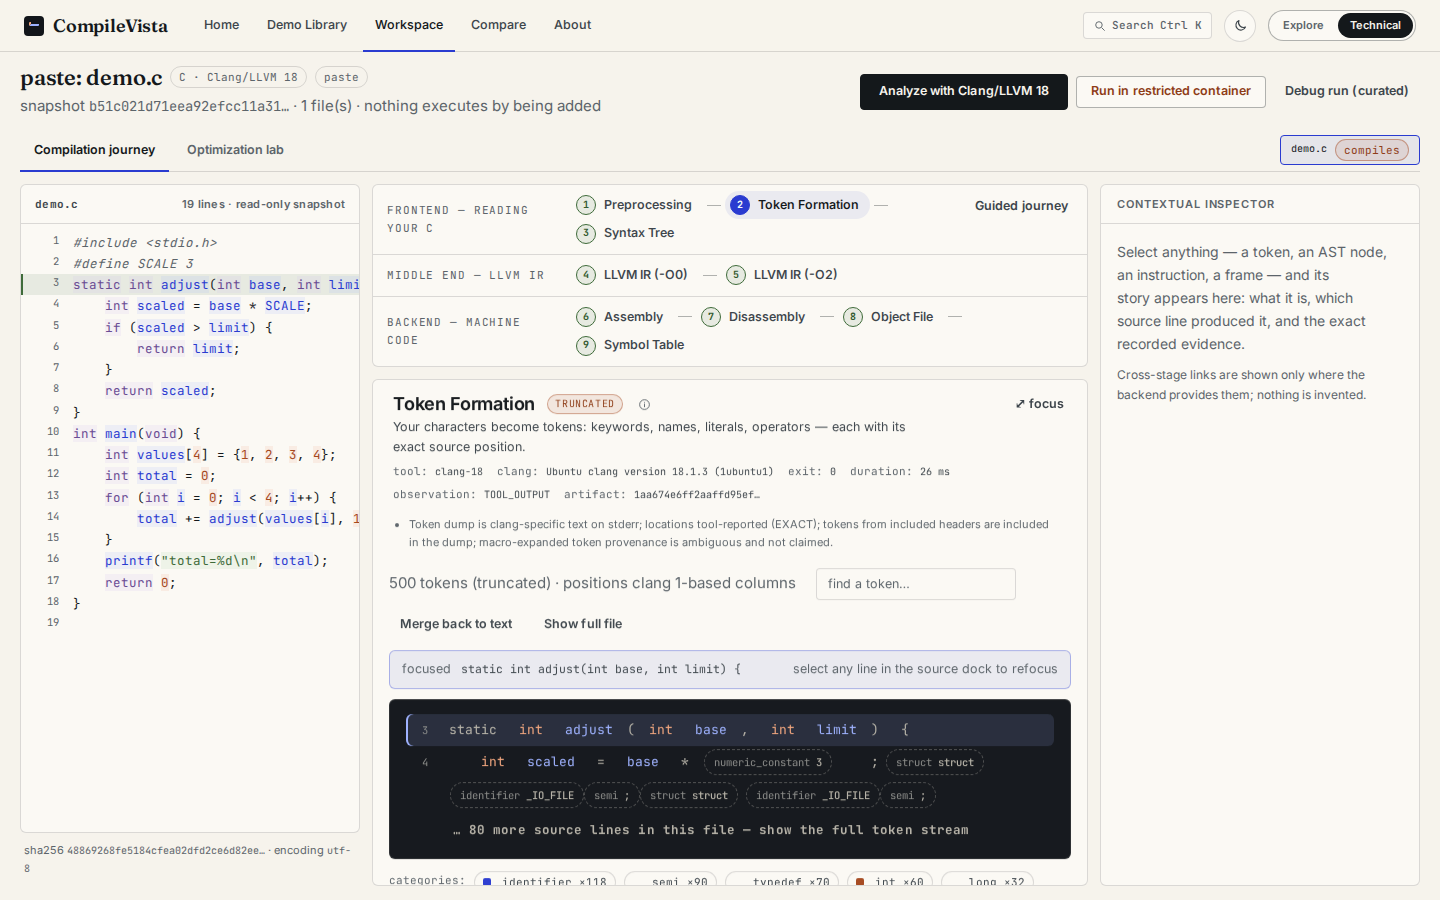 CompileVista
Home
Demo Library
Workspace
Compare
About
Search Ctrl K
Explore
Technical
paste: demo.c
C · Clang/LLVM 18
paste
snapshot b51c021d71eea92efcc11a31… · 1 file(s) · nothing executes by being added
Analyze with Clang/LLVM 18
Run in restricted container
Debug run (curated)
Compilation journey
Optimization lab
demo.c compiles
demo.c
19 lines · read-only snapshot
1 #include <stdio.h>
2 #define SCALE 3
3 static int adjust(int base, int limi
4 int scaled = base * SCALE;
5 if (scaled > limit) {
6 return limit;
7 }
8 return scaled;
9 }
10 int main(void) {
11 int values[4] = {1, 2, 3, 4};
12 int total = 0;
13 for (int i = 0; i < 4; i++) {
14 total += adjust(values[i], 1
15 }
16 printf("total=%d\n", total);
17 return 0;
18 }
19
sha256 48869268fe5184cfea02dfd2ce6d82ee… · encoding utf-
8
FRONTEND — READING
YOUR C
1 Preprocessing — 2 Token Formation —
3 Syntax Tree
Guided journey
MIDDLE END — LLVM IR
4 LLVM IR (-O0) — 5 LLVM IR (-O2)
BACKEND — MACHINE
CODE
6 Assembly — 7 Disassembly — 8 Object File —
9 Symbol Table
Token Formation
TRUNCATED
focus
Your characters become tokens: keywords, names, literals, operators — each with its
exact source position.
tool: clang-18 clang: Ubuntu clang version 18.1.3 (1ubuntu1) exit: 0 duration: 26 ms
observation: TOOL_OUTPUT artifact: 1aa674e6ff2aaffd95ef…
• Token dump is clang-specific text on stderr; locations tool-reported (EXACT); tokens from included headers are included
in the dump; macro-expanded token provenance is ambiguous and not claimed.
500 tokens (truncated) · positions clang 1-based columns
find a token…
Merge back to text
Show full file
focused static int adjust(int base, int limit) {
select any line in the source dock to refocus
3 static int adjust ( int base , int limit ) {
4 int scaled = base * numeric_constant 3 ; struct struct
identifier _IO_FILE semi ; struct struct identifier _IO_FILE semi ;
… 80 more source lines in this file — show the full token stream
categories: identifier ×118 semi ×90 typedef ×70 int ×60 long ×32
CONTEXTUAL INSPECTOR
Select anything — a token, an AST node,
an instruction, a frame — and its
story appears here: what it is, which
source line produced it, and the exact
recorded evidence.
Cross-stage links are shown only where the
backend provides them; nothing is invented.